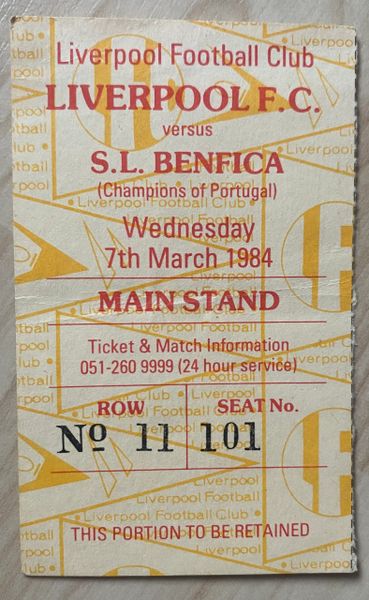 Liverpool Football Club
LIVERPOOL F.C.
versus
S.L. BENFICA
(Champions of Portugal)
Wednesday
7th March 1984
MAIN STAND
Ticket & Match Information
051-260 9999 (24 hour service)
ROW SEAT No.
No 11 101
THIS PORTION TO BE RETAINED